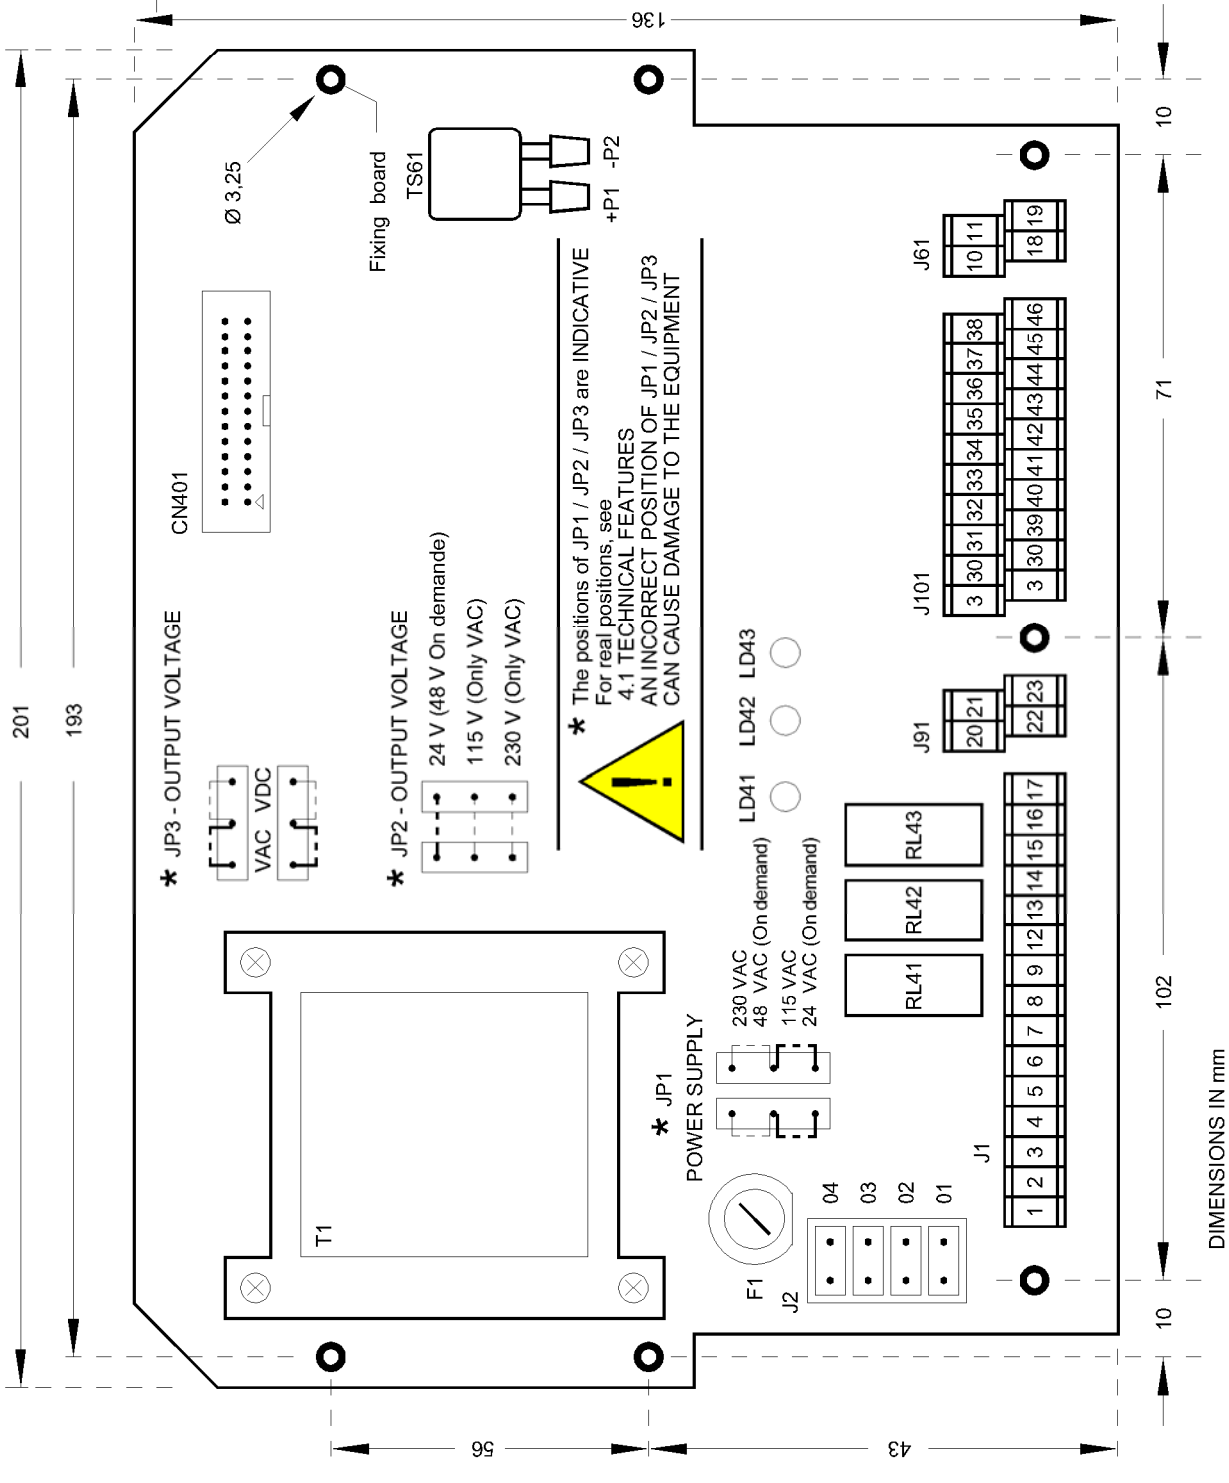 136
201
193
10
71
102
10
56
43
Ø 3,25
Fixing board
TS61
+P1
-P2
CN401
* JP3 - OUTPUT VOLTAGE
VAC VDC
* JP2 - OUTPUT VOLTAGE
24 V (48 V On demande)
115 V (Only VAC)
230 V (Only VAC)
* The positions of JP1 / JP2 / JP3 are INDICATIVE
For real positions, see
4.1 TECHNICAL FEATURES
AN INCORRECT POSITION OF JP1 / JP2 / JP3
CAN CAUSE DAMAGE TO THE EQUIPMENT
!
T1
* JP1
POWER SUPPLY
230 VAC
48 VAC (On demand)
115 VAC
24 VAC (On demand)
LD41 LD42 LD43
RL41 RL42 RL43
F1
J2
04
03
02
01
J1
1 2 3 4 5 6 7 8 9 12 13 14 15 16 17
J91
20 21
22 23
J101
3 30 31 32 33 34 35 36 37 38
3 30 39 40 41 42 43 44 45 46
J61
10 11
18 19
DIMENSIONS IN mm